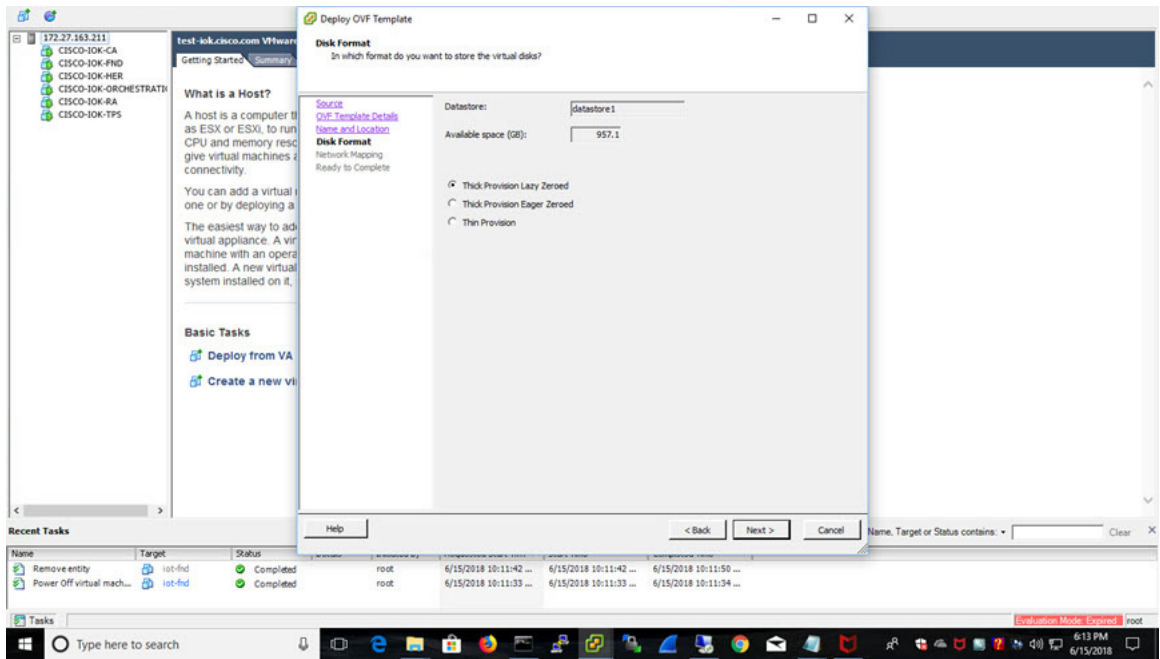 Deploy OVF Template
172.27.163.211
CISCO-IOK-CA
CISCO-IOK-FND
CISCO-IOK-HER
CISCO-IOK-ORCHESTRATI
CISCO-IOK-RA
CISCO-IOK-TPS
test-iok.cisco.com VMware
Getting Started Summary
What is a Host?
A host is a computer t
as ESX or ESXi, to run
CPU and memory resc
give virtual machines a
connectivity.
You can add a virtual
one or by deploying a
The easiest way to add
virtual appliance. A vir
machine with an opera
installed. A new virtual
system installed on it,
Basic Tasks
Deploy from VA
Create a new vi
Disk Format
In which format do you want to store the virtual disks?
Source
OVF Template Details
Name and Location
Disk Format
Network Mapping
Ready to Complete
Datastore: datastore1
Available space (GB): 957.1
Thick Provision Lazy Zeroed
Thick Provision Eager Zeroed
Thin Provision
Help < Back Next > Cancel
Recent Tasks
Name, Target or Status contains: Clear
Name Target Status
Remove entity iot-fnd Completed root 6/15/2018 10:11:42 ... 6/15/2018 10:11:42 ... 6/15/2018 10:11:50 ...
Power Off virtual mach... iot-fnd Completed root 6/15/2018 10:11:33 ... 6/15/2018 10:11:33 ... 6/15/2018 10:11:34 ...
Tasks
Evaluation Mode: Expired root
Type here to search
6:13 PM
6/15/2018